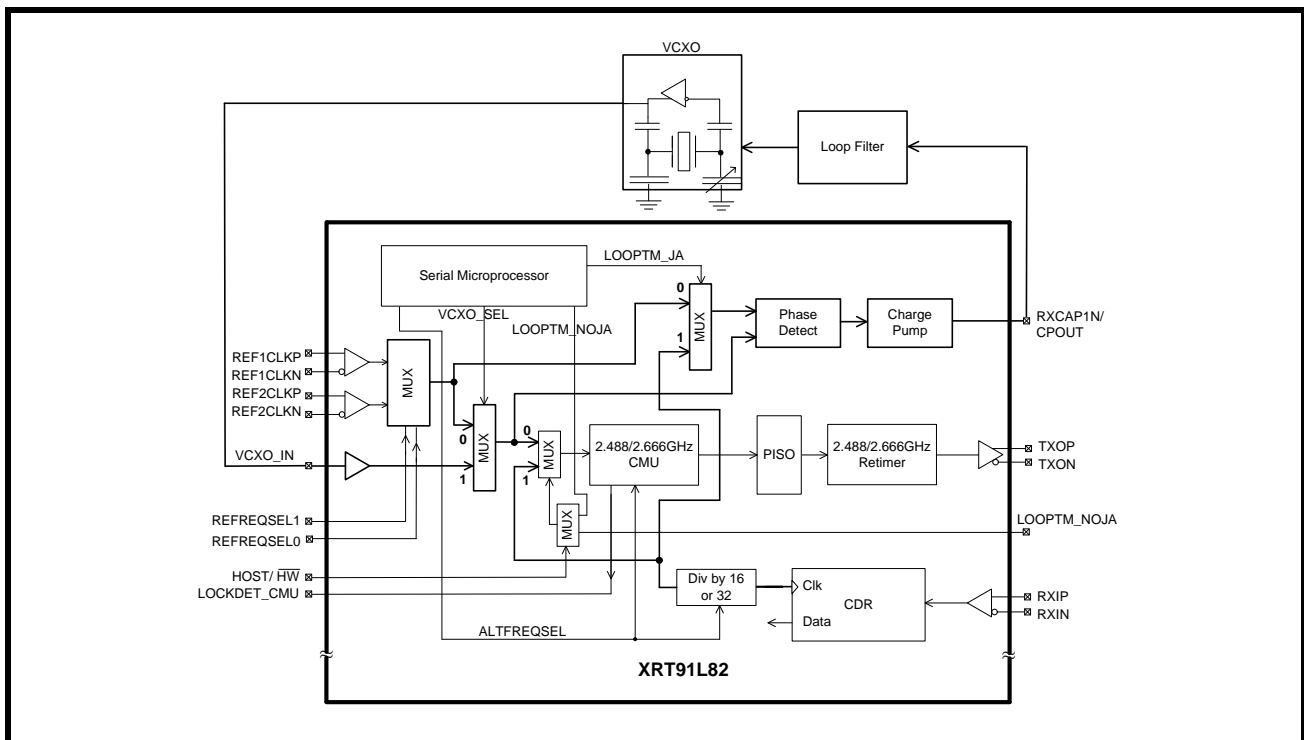 VCXO
Loop Filter
LOOPTM_JA
Serial Microprocessor
VCXO_SEL
LOOPTM_NOJA
0
1
MUX
Phase
Detect
Charge
Pump
RXCAP1N/
CPOUT
REF1CLKP
REF1CLKN
REF2CLKP
REF2CLKN
MUX
VCXO_IN
0
1
MUX
0
1
MUX
2.488/2.666GHz
CMU
PISO
2.488/2.666GHz
Retimer
TXOP
TXON
REFREQSEL1
REFREQSEL0
MUX
LOOPTM_NOJA
HOST/ HW
LOCKDET_CMU
Div by 16
or 32
Clk
CDR
Data
RXIP
RXIN
ALTFREQSEL
XRT91L82